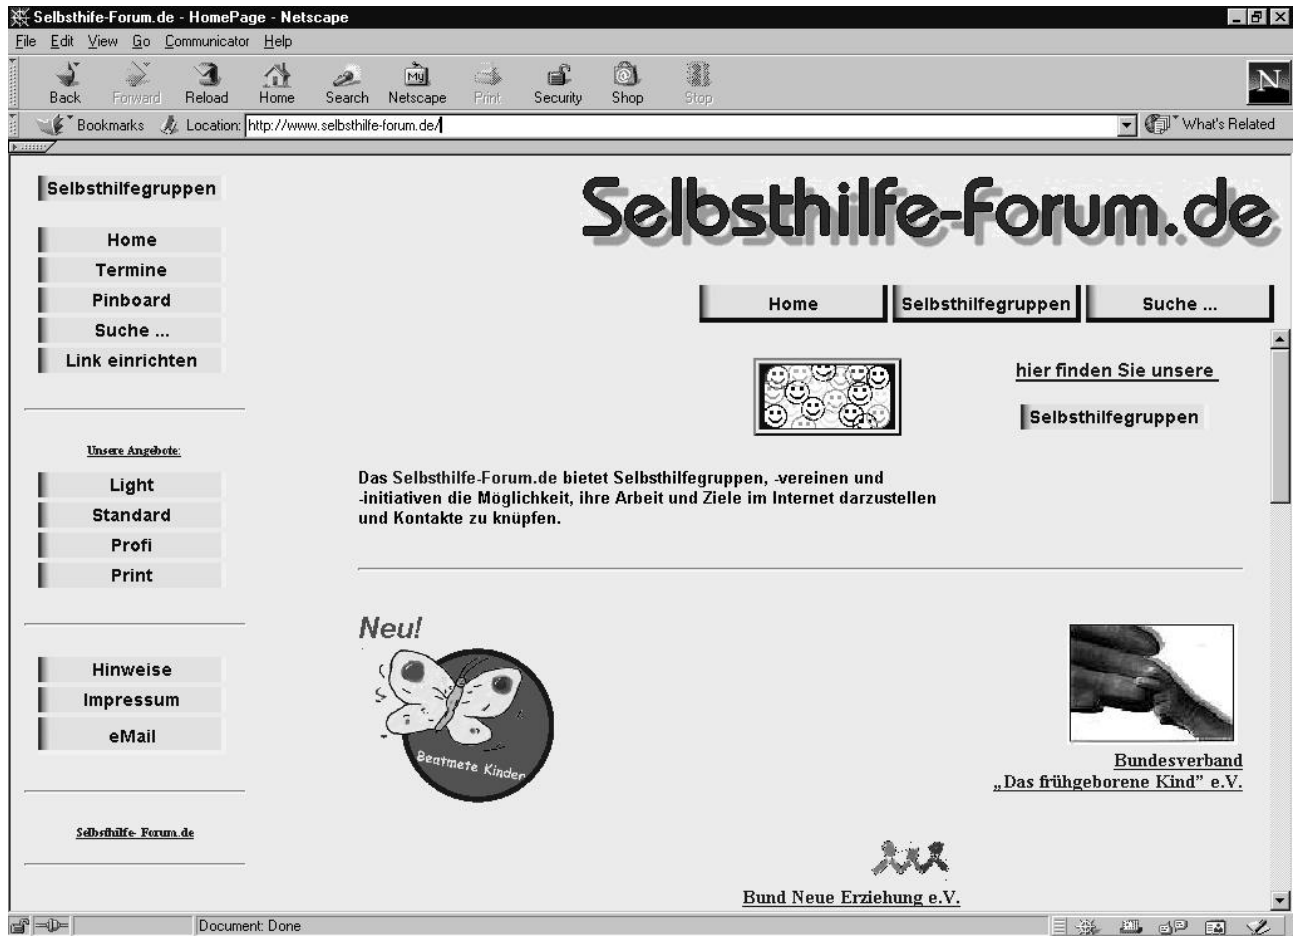 Selbsthife-Forum.de - HomePage - Netscape
File Edit View Go Communicator Help
My N
Back Forward Reload Home Search Netscape Print Security Shop Stop
Bookmarks Location: http://www.selbsthilfe-forum.de/ What's Related
Selbsthilfegruppen
Home
Termine
Pinboard
Suche ...
Link einrichten
Unsere Angebote:
Light
Standard
Profi
Print
Hinweise
Impressum
eMail
Selbsthilfe- Forum.de
Selbsthilfe-Forum.de
Home Selbsthilfegruppen Suche ...
hier finden Sie unsere
Selbsthilfegruppen
Das Selbsthilfe-Forum.de bietet Selbsthilfegruppen, -vereinen und
-initiativen die Möglichkeit, ihre Arbeit und Ziele im Internet darzustellen
und Kontakte zu knüpfen.
Neu!
Beatmete Kinder
Bundesverband
„Das frühgeborene Kind” e.V.
Bund Neue Erziehung e.V.
Document: Done